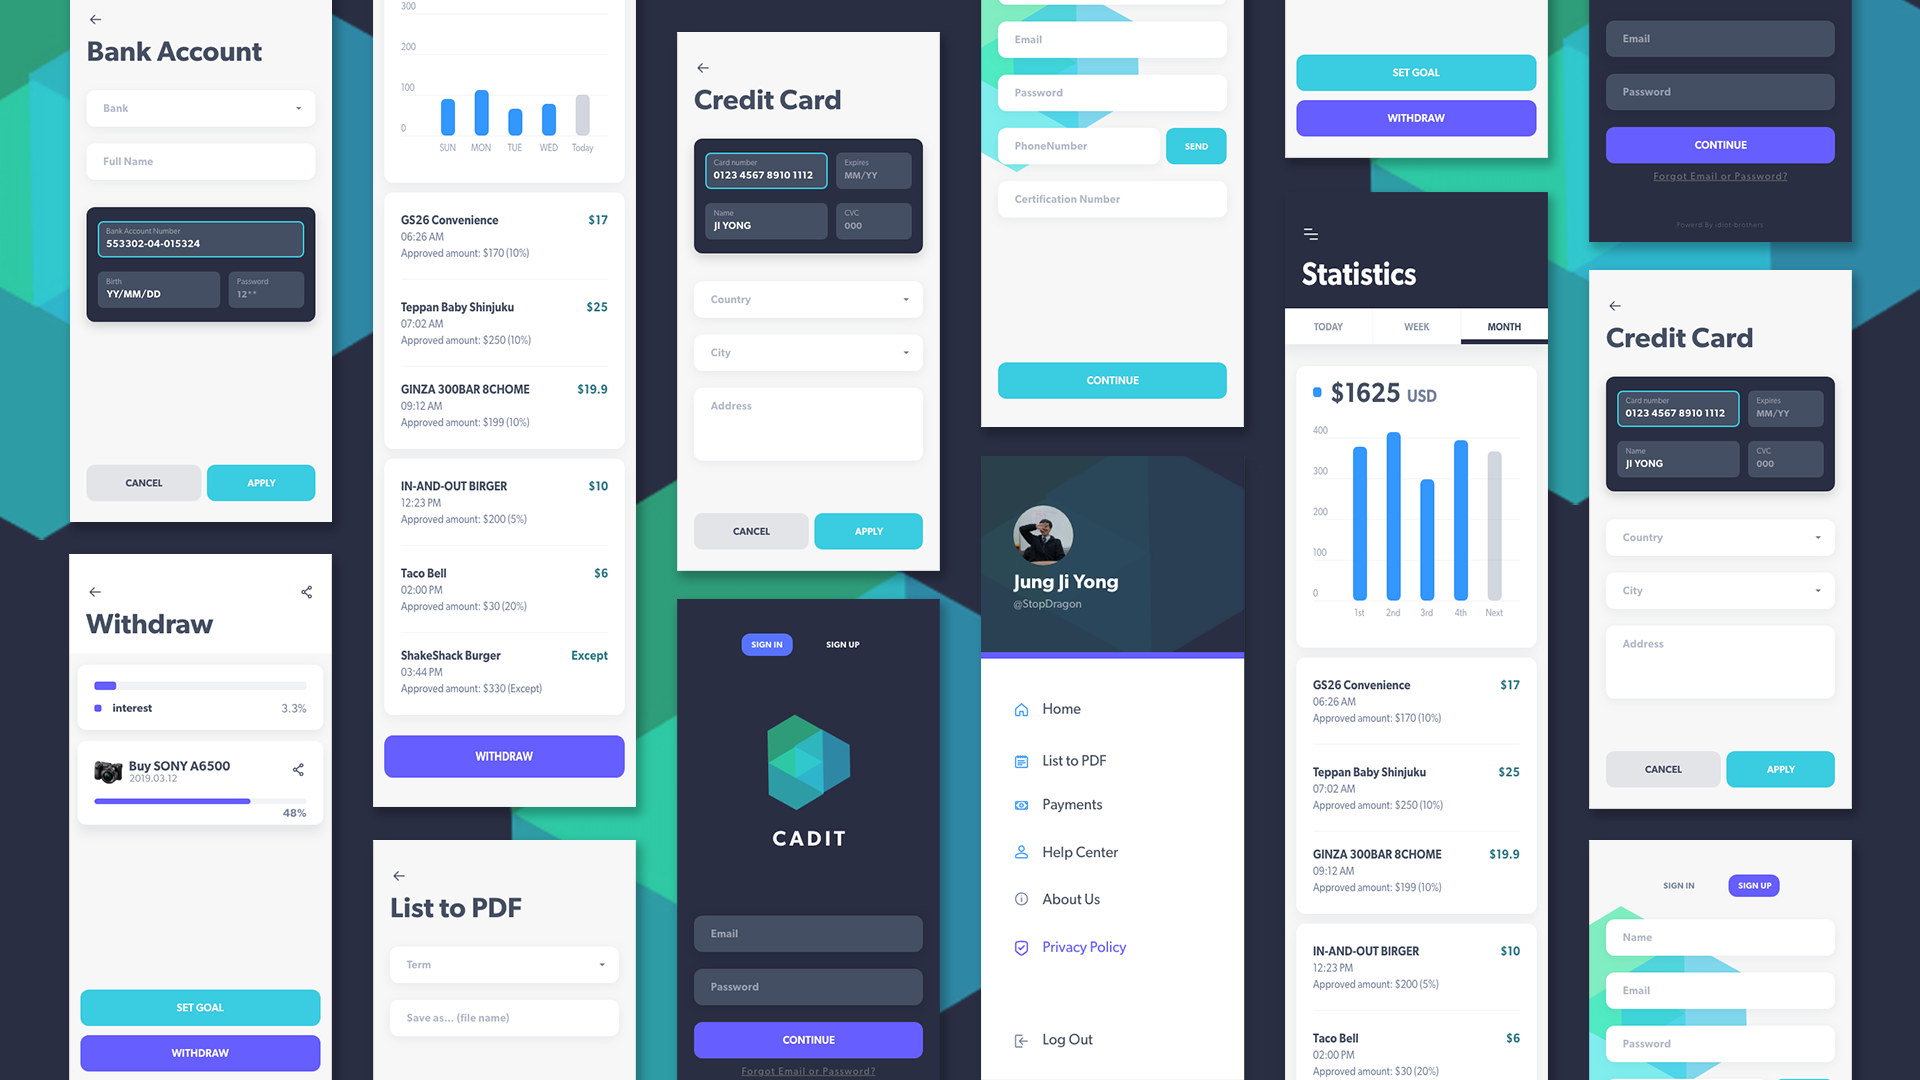 Bank Account
Bank
Full Name
Bank Account Number
553302-04-015324
Birth
YY/MM/DD
Password
12**
CANCEL
APPLY
Withdraw
interest
3.3%
Buy SONY A6500
2019.03.12
48%
SET GOAL
WITHDRAW
300
200
100
0
SUN MON TUE WED Today
GS26 Convenience $17
06:26 AM
Approved amount: $170 (10%)
Teppan Baby Shinjuku $25
07:02 AM
Approved amount: $250 (10%)
GINZA 300BAR 8CHOME $19.9
09:12 AM
Approved amount: $199 (10%)
IN-AND-OUT BIRGER $10
12:23 PM
Approved amount: $200 (5%)
Taco Bell $6
02:00 PM
Approved amount: $30 (20%)
ShakeShack Burger Except
03:44 PM
Approved amount: $330 (Except)
WITHDRAW
List to PDF
Term
Save as... (file name)
Credit Card
Card number
0123 4567 8910 1112
Expires
MM/YY
Name
JI YONG
CVC
000
Country
City
Address
CANCEL
APPLY
SIGN IN
SIGN UP
CADIT
Email
Password
CONTINUE
Forgot Email or Password?
Email
Password
PhoneNumber
SEND
Certification Number
CONTINUE
Jung Ji Yong
@StopDragon
Home
List to PDF
Payments
Help Center
About Us
Privacy Policy
Log Out
SET GOAL
WITHDRAW
Statistics
TODAY
WEEK
MONTH
$1625 USD
400
300
200
100
0
1st 2nd 3rd 4th Next
GS26 Convenience $17
06:26 AM
Approved amount: $170 (10%)
Teppan Baby Shinjuku $25
07:02 AM
Approved amount: $250 (10%)
GINZA 300BAR 8CHOME $19.9
09:12 AM
Approved amount: $199 (10%)
IN-AND-OUT BIRGER $10
12:23 PM
Approved amount: $200 (5%)
Taco Bell $6
02:00 PM
Approved amount: $30 (20%)
Email
Password
CONTINUE
Forgot Email or Password?
Powerd By idiot-brothers
Credit Card
Card number
0123 4567 8910 1112
Expires
MM/YY
Name
JI YONG
CVC
000
Country
City
Address
CANCEL
APPLY
SIGN IN
SIGN UP
Name
Email
Password